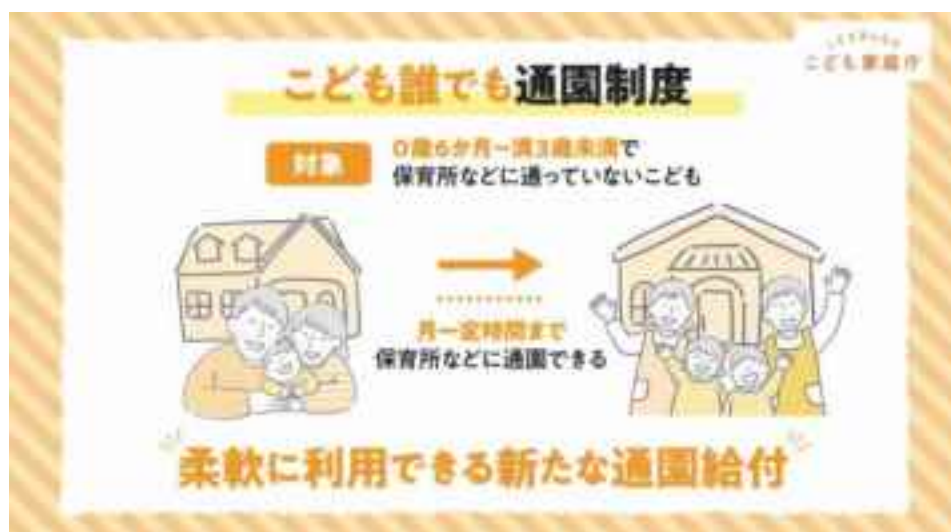 こども家庭庁
こども誰でも通園制度
対象
0歳6か月~満3歳未満で
保育所などに通っていないこども
月一定時間まで
保育所などに通園できる
柔軟に利用できる新たな通園給付